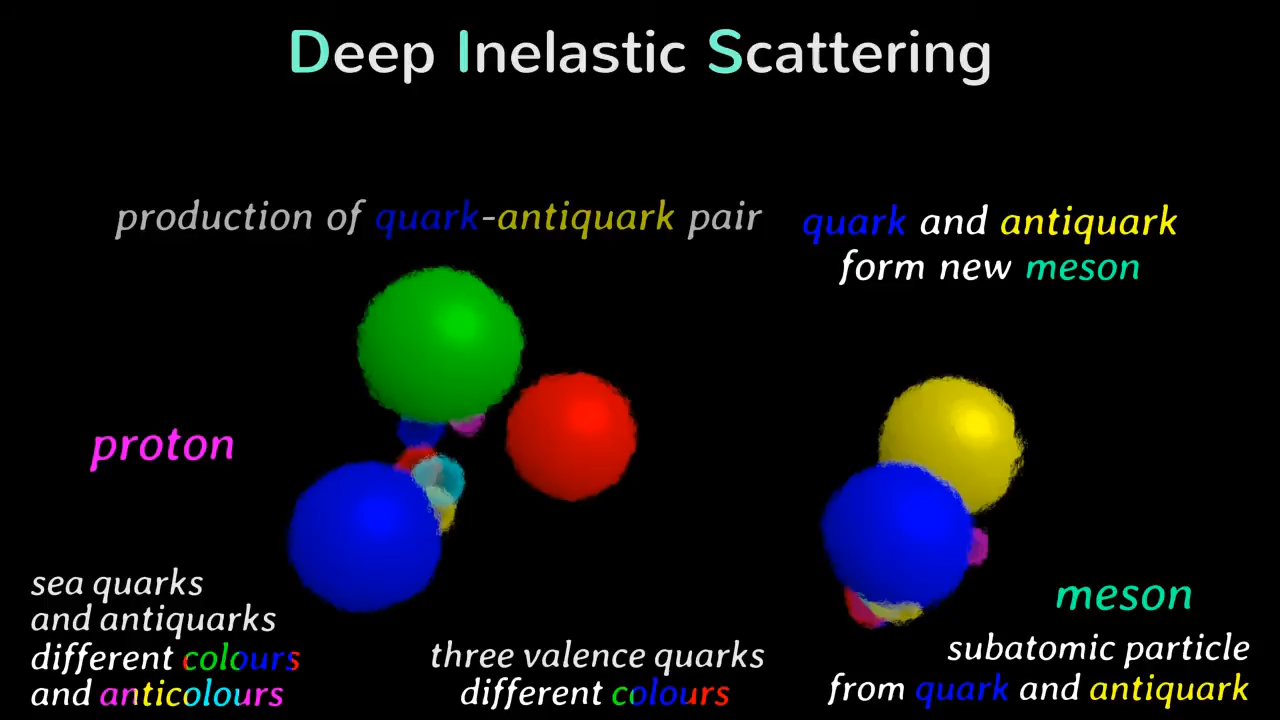 Deep Inelastic Scattering
production of quark-antiquark pair
quark and antiquark
form new meson
proton
sea quarks
and antiquarks
different colours
and anticolours
three valence quarks
different colours
meson
subatomic particle
from quark and antiquark